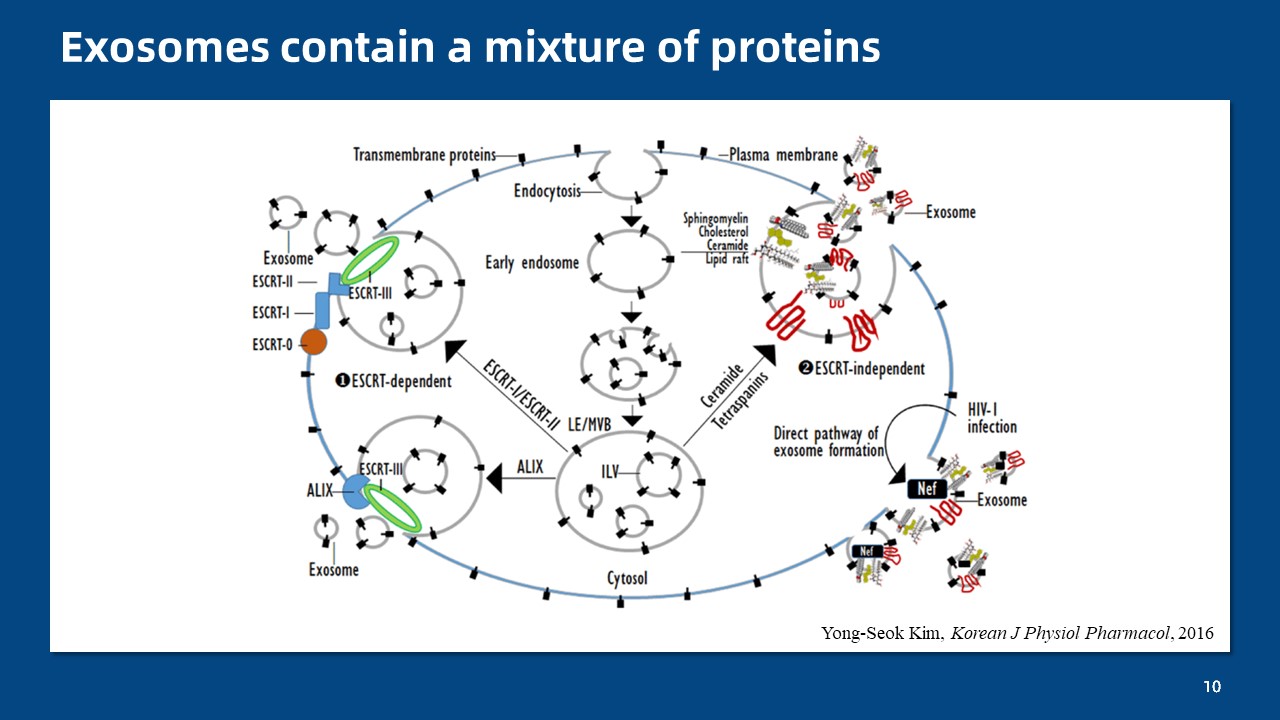 Exosomes contain a mixture of proteins
Transmembrane proteins
Plasma membrane
Endocytosis
Exosome
Sphingomyelin
Cholesterol
Ceramide
Lipid raft
Exosome
Early endosome
ESCRT-II
ESCRT-III
ESCRT-I
ESCRT-0
❶ESCRT-dependent
❷ESCRT-independent
ESCRT-I/ESCRT-II
Ceramide
Tetraspanins
LE/MVB
HIV-1
infection
Direct pathway of
exosome formation
ESCRT-III
ALIX
ALIX
ILV
Nef
Exosome
Nef
Exosome
Cytosol
Yong-Seok Kim, Korean J Physiol Pharmacol, 2016
10